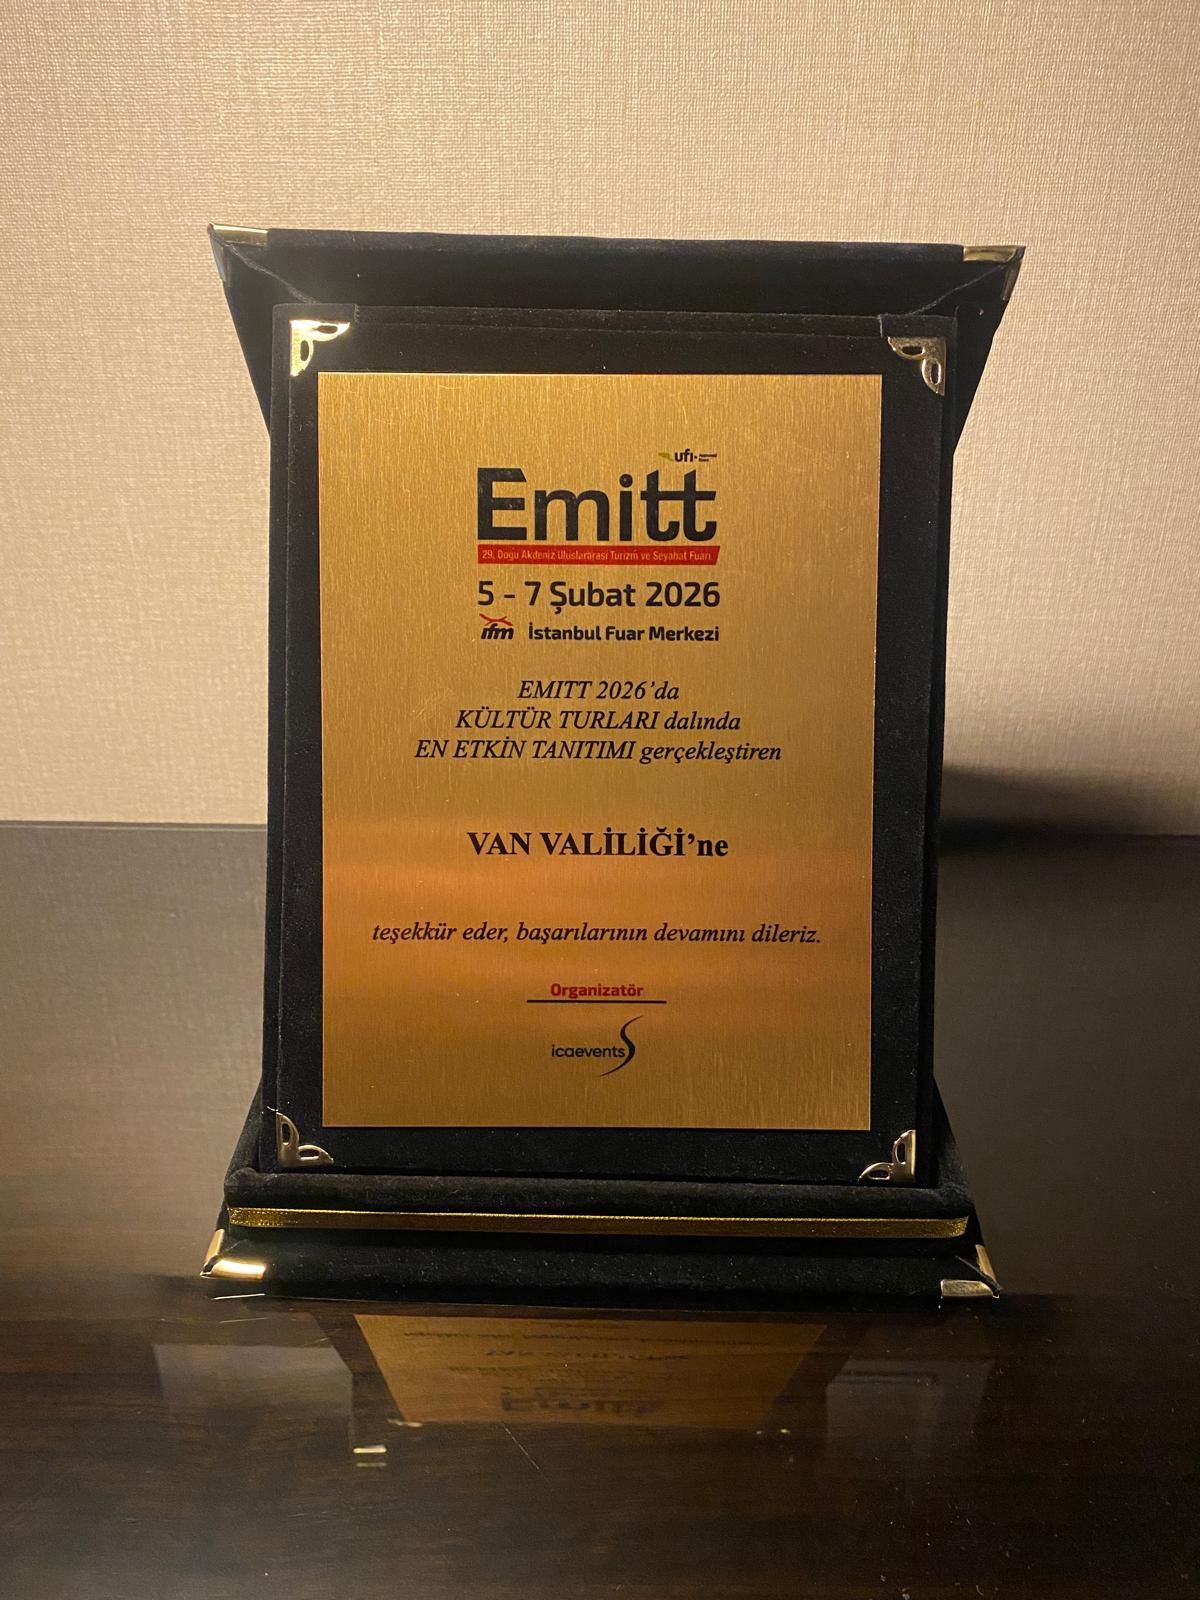 ufi Approved Event
Emitt
29. Doğu Akdeniz Uluslararası Turizm ve Seyahat Fuarı
5 - 7 Şubat 2026
ifm İstanbul Fuar Merkezi
EMITT 2026’da
KÜLTÜR TURLARI dalında
EN ETKİN TANITIMI gerçekleştiren
VAN VALİLİĞİ’ne
teşekkür eder, başarılarının devamını dileriz.
Organizatör
icaevents